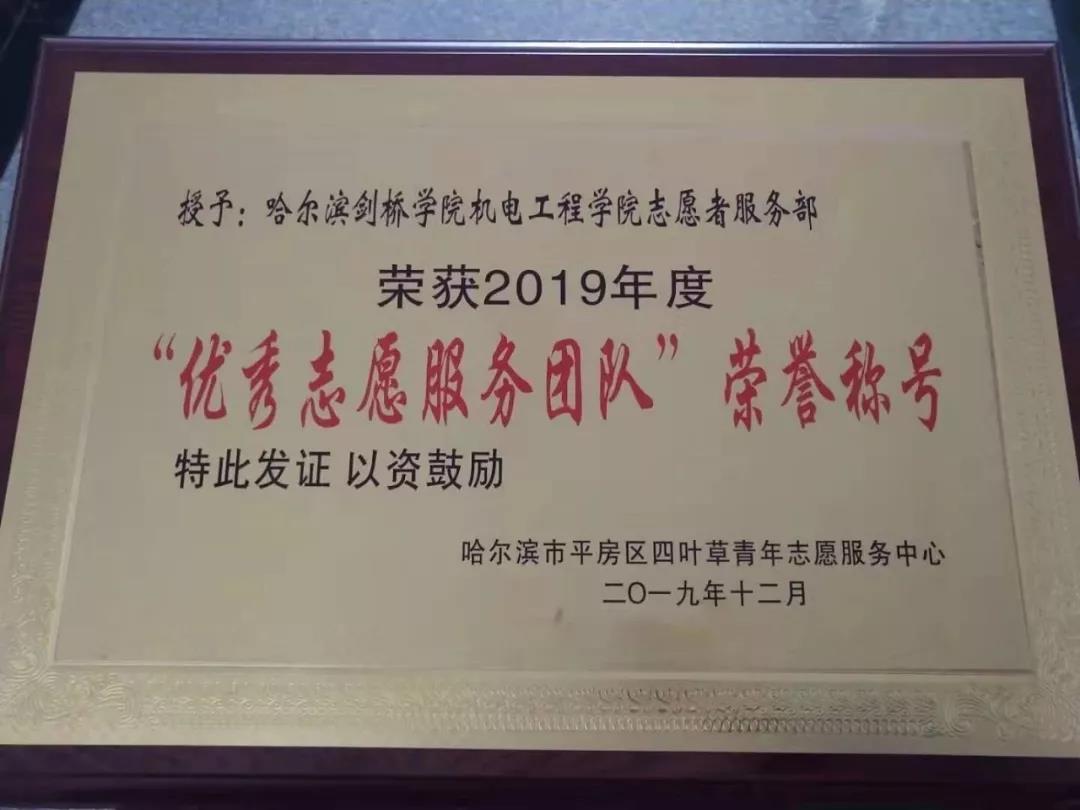 授予：哈尔滨剑桥学院机电工程学院志愿者服务部
荣获2019年度
“优秀志愿服务团队”荣誉称号
特此发证 以资鼓励
哈尔滨市平房区四叶草青年志愿服务中心
二〇一九年十二月